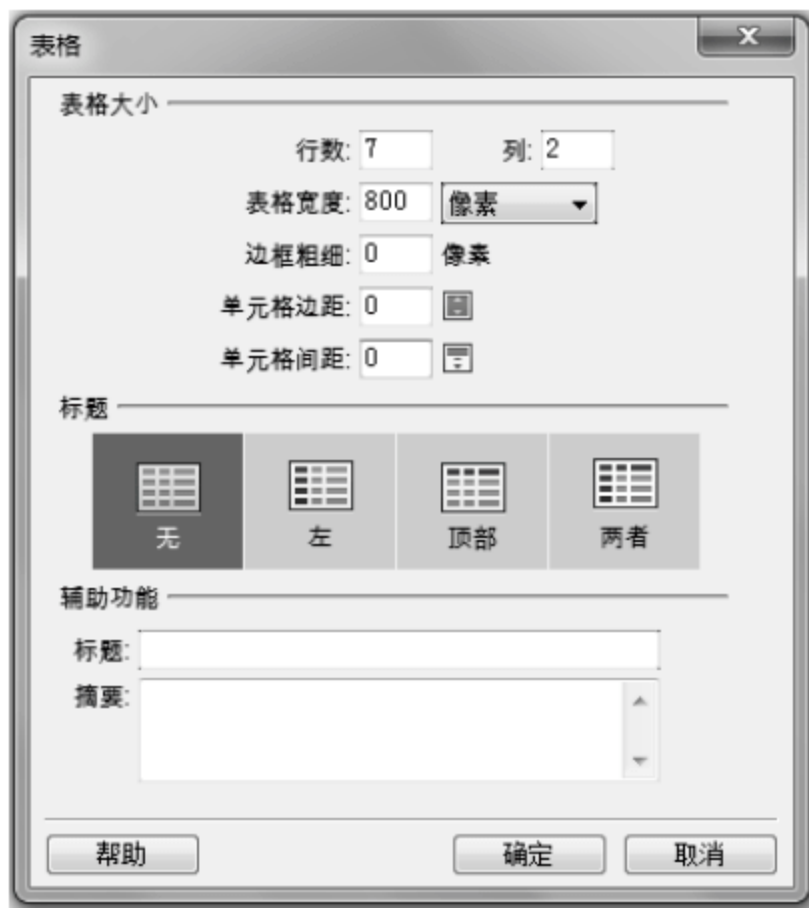 表格
表格大小
行数: 7 列: 2
表格宽度: 800 像素
边框粗细: 0 像素
单元格边距: 0
单元格间距: 0
标题
无 左 顶部 两者
辅助功能
标题:
摘要:
帮助 确定 取消